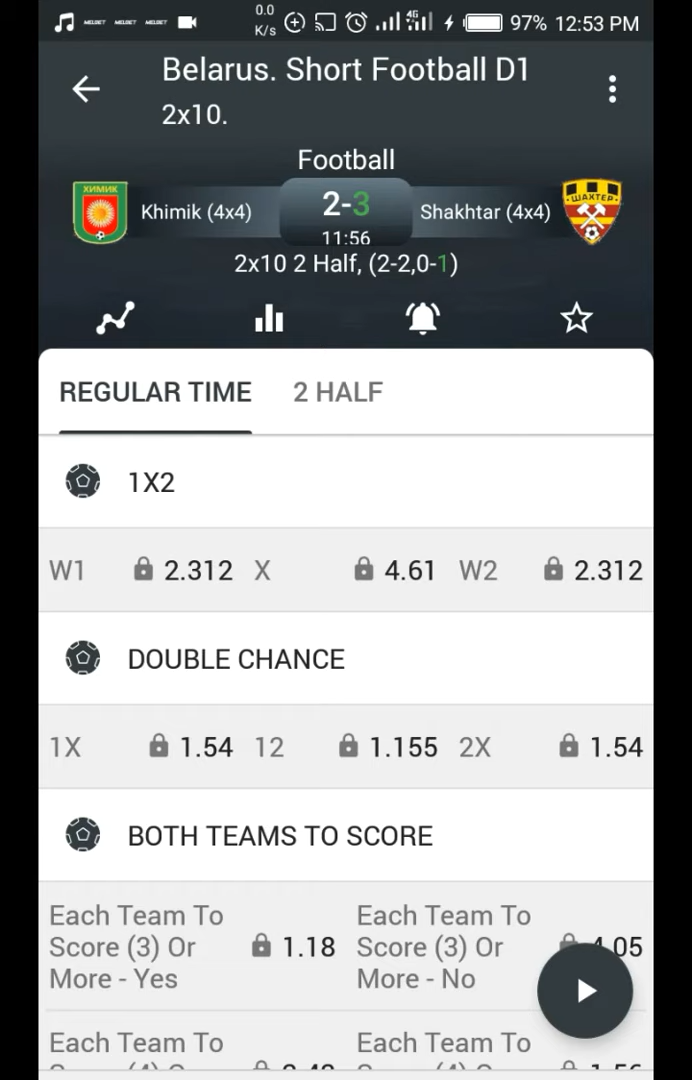 0.0
K/s
4G
97% 12:53 PM
Belarus. Short Football D1
2x10.
Football
ХИМИК
Khimik (4x4)
2-3
Shakhtar (4x4)
ШАХТЕР
11:56
2x10 2 Half, (2-2,0-1)
REGULAR TIME
2 HALF
1X2
W1 2.312 X 4.61 W2 2.312
DOUBLE CHANCE
1X 1.54 12 1.155 2X 1.54
BOTH TEAMS TO SCORE
Each Team To
Score (3) Or
More - Yes
1.18
Each Team To
Score (3) Or
More - No
4.05
Each Team To
Each Team To